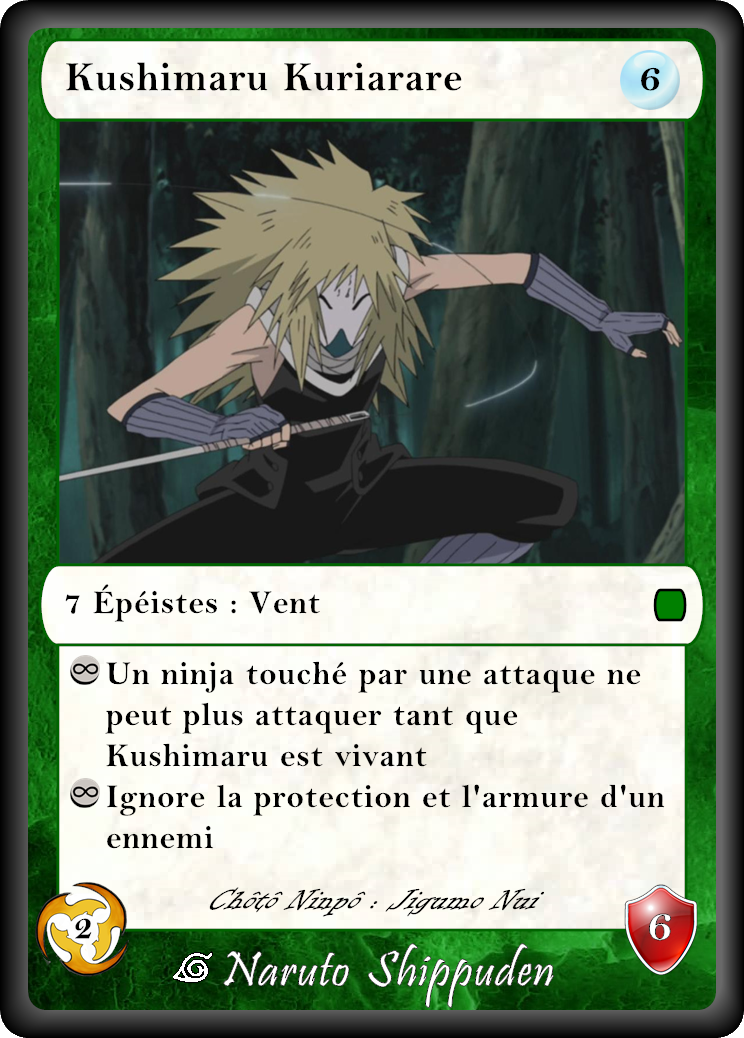 Kushimaru Kuriarare
6
7 Épéistes : Vent
∞ Un ninja touché par une attaque ne
peut plus attaquer tant que
Kushimaru est vivant
∞ Ignore la protection et l'armure d'un
ennemi
Chôtô Ninpô : Jigumo Nui
2
6
Naruto Shippuden